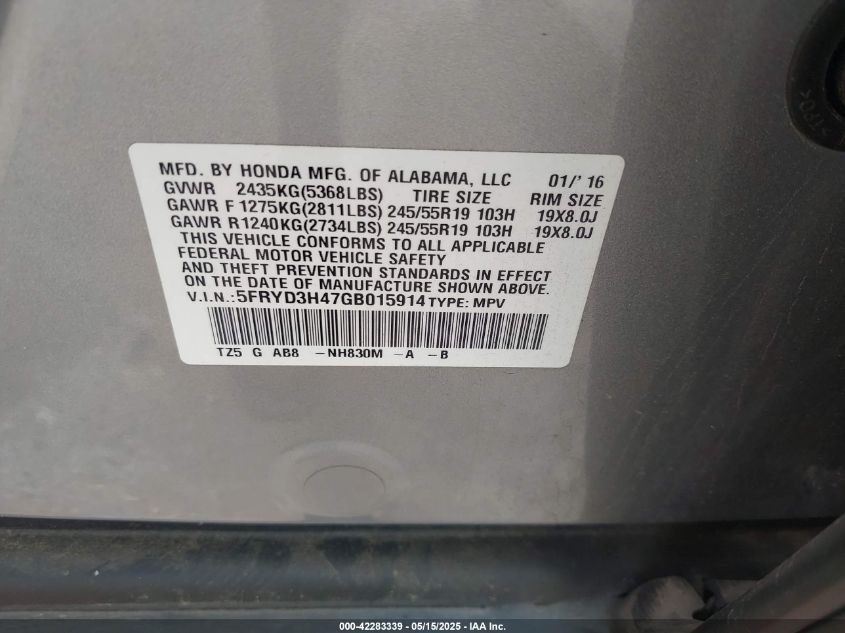 MFD. BY HONDA MFG. OF ALABAMA, LLC 01/' 16
GVWR 2435KG(5368LBS) TIRE SIZE RIM SIZE
GAWR F 1275KG(2811LBS) 245/55R19 103H 19X8.0J
GAWR R 1240KG(2734LBS) 245/55R19 103H 19X8.0J
THIS VEHICLE CONFORMS TO ALL APPLICABLE
FEDERAL MOTOR VEHICLE SAFETY
AND THEFT PREVENTION STANDARDS IN EFFECT
ON THE DATE OF MANUFACTURE SHOWN ABOVE.
V.I.N.:5FRYD3H47GB015914 TYPE: MPV
TZ5 G AB8 -NH830M -A -B
000-42283339 - 05/15/2025 - IAA Inc.